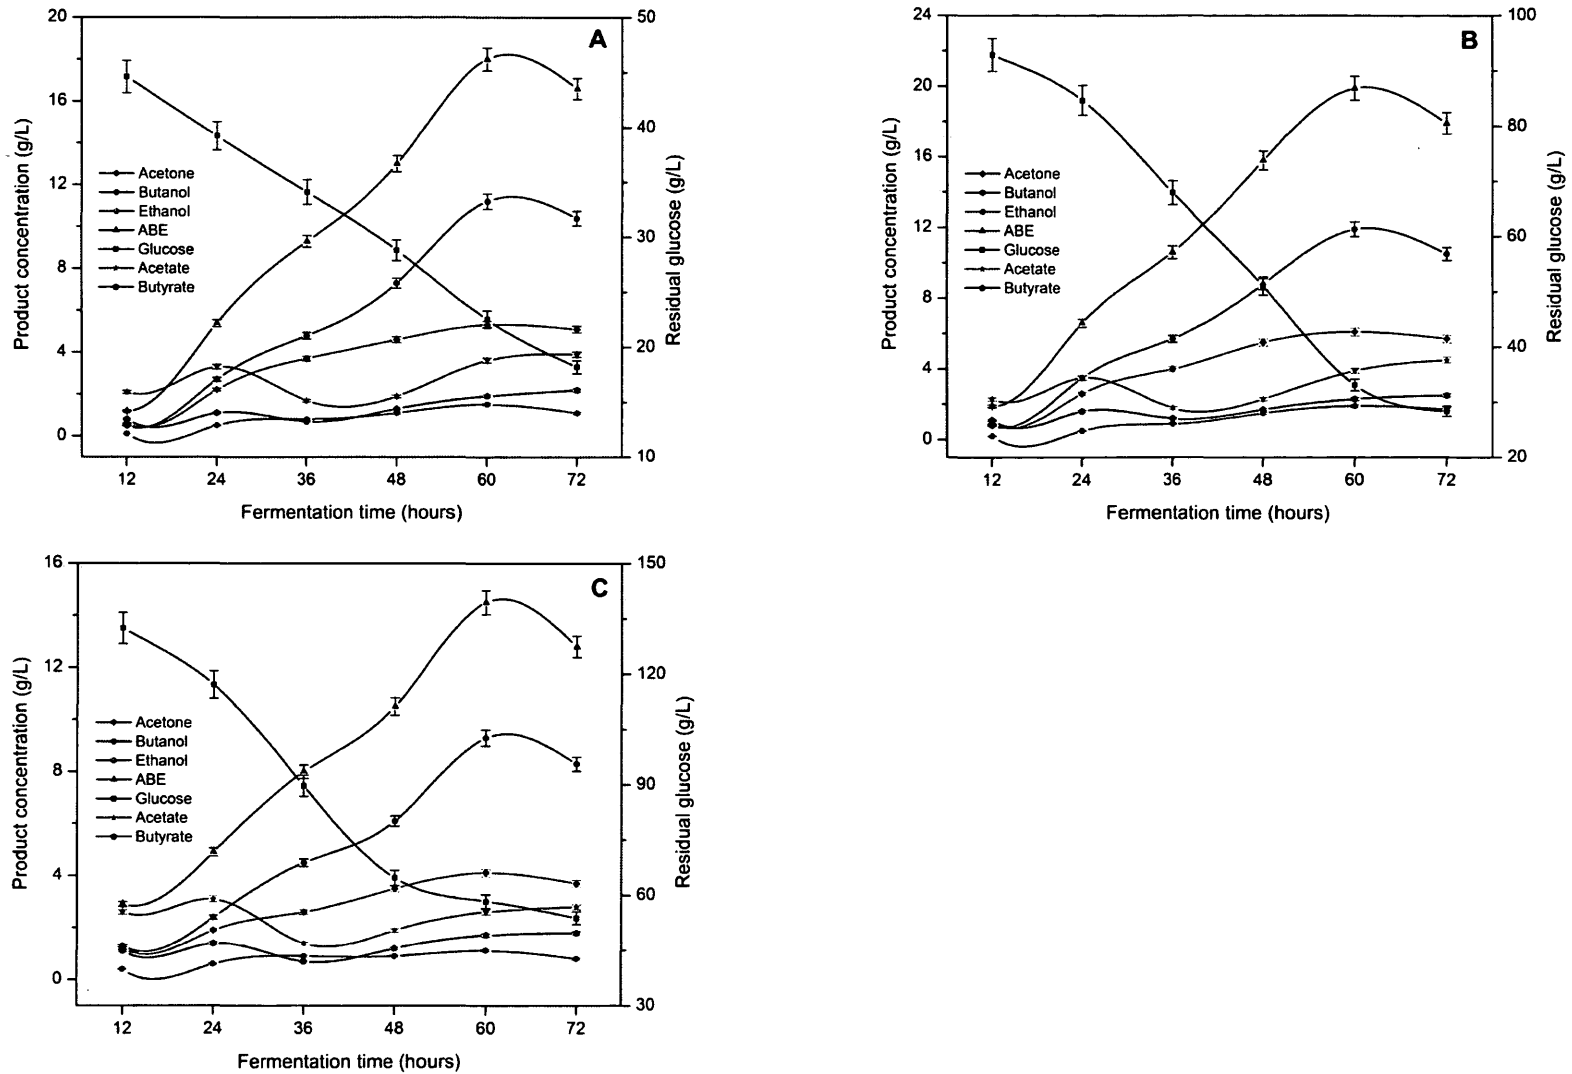 A
Product concentration (g/L)
20
16
12
8
4
0
Acetone
Butanol
Ethanol
ABE
Glucose
Acetate
Butyrate
50
40
30
20
10
Residual glucose (g/L)
12 24 36 48 60 72
Fermentation time (hours)
B
Product concentration (g/L)
24
20
16
12
8
4
0
Acetone
Butanol
Ethanol
ABE
Glucose
Acetate
Butyrate
100
80
60
40
20
Residual glucose (g/L)
12 24 36 48 60 72
Fermentation time (hours)
C
Product concentration (g/L)
16
12
8
4
0
Acetone
Butanol
Ethanol
ABE
Glucose
Acetate
Butyrate
150
120
90
60
30
Residual glucose (g/L)
12 24 36 48 60 72
Fermentation time (hours)